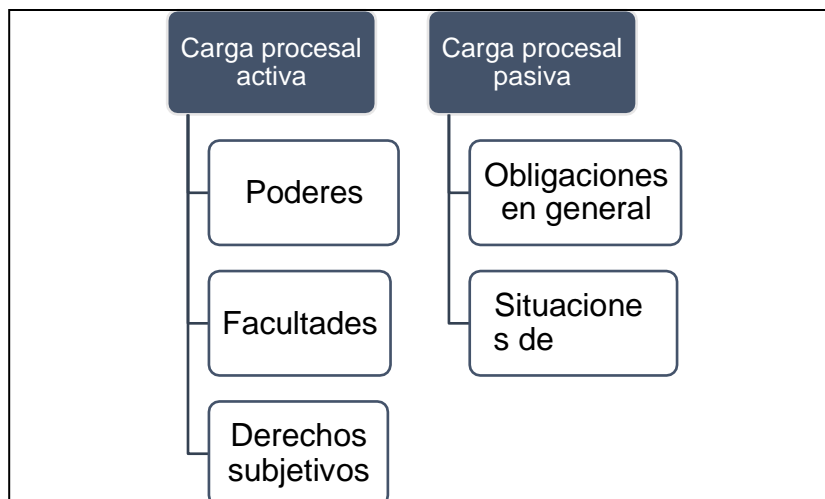 Carga procesal
activa
Poderes
Facultades
Derechos
subjetivos
Carga procesal
pasiva
Obligaciones
en general
Situacione
s de